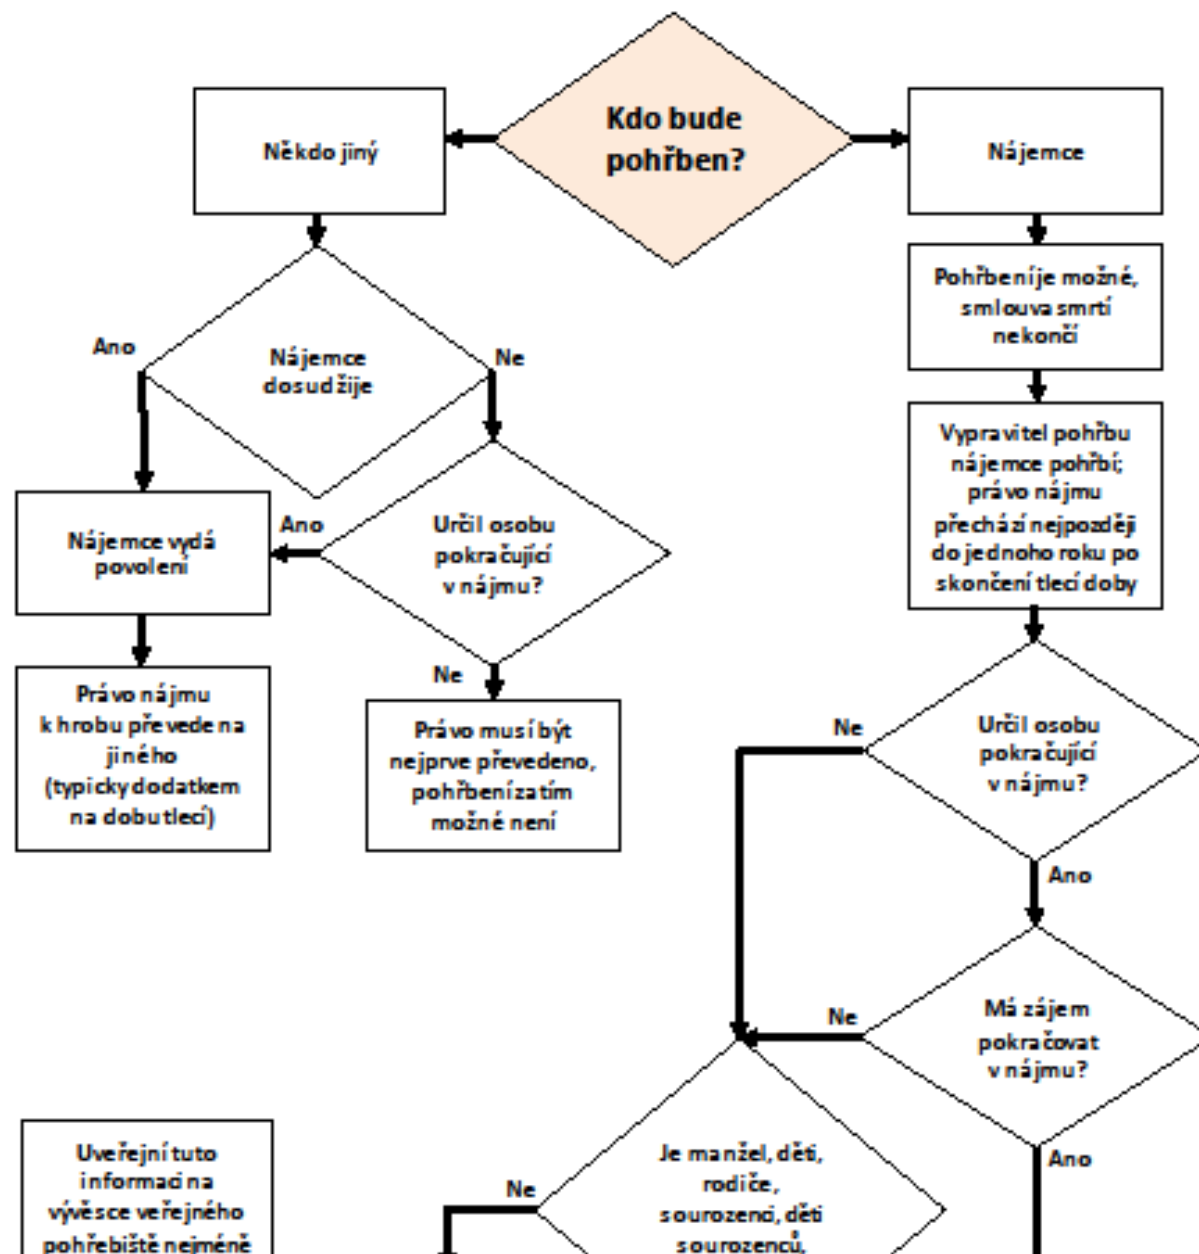 Kdo bude
pohřben?
Někdo jiný
Nájemce
Pohřbení je možné,
smlouva smrtí
nekončí
Ano
Nájemce
dosud žije
Ne
Vypravitel pohřbu
nájemce pohřbí;
právo nájmu
přechází nejpozději
do jednoho roku po
skončení tlecí doby
Nájemce vydá
povolení
Ano
Určil osobu
pokračující
v nájmu?
Ne
Právo nájmu
k hrobu převede na
jiného
(typicky dodatkem
na dobu tlecí)
Právo musí být
nejprve převedeno,
pohřbení zatím
možné není
Ne
Určil osobu
pokračující
v nájmu?
Ano
Ne
Má zájem
pokračovat
v nájmu?
Ano
Uveřejní tuto
informaci na
vývěsce veřejného
pohřebiště nejméně
Ne
Je manžel, děti,
rodiče,
sourozenci, děti
sourozenců,